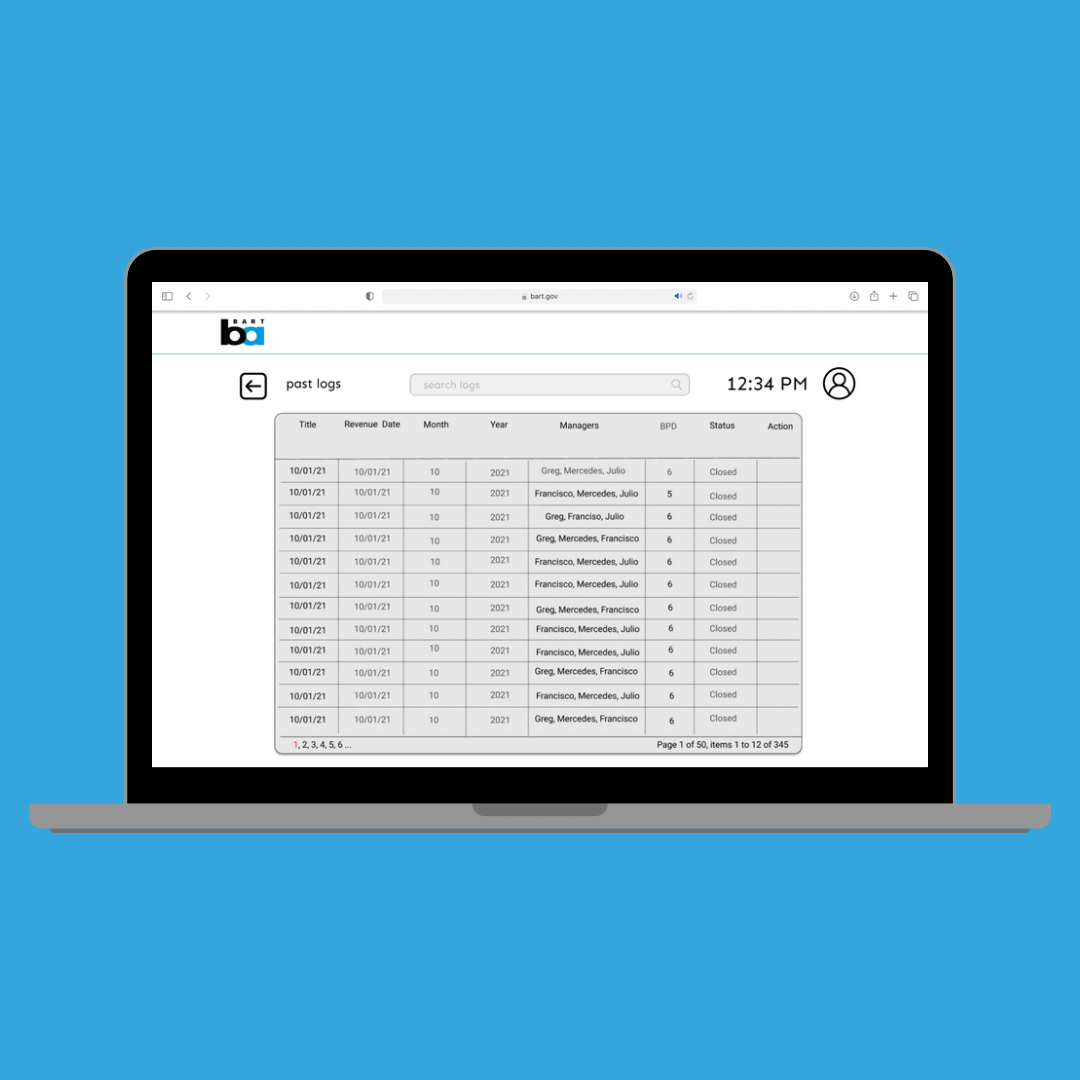 bart.gov
BART
ba
past logs
search logs
12:34 PM
Title Revenue Date Month Year Managers BPD Status Action
10/01/21 10/01/21 10 2021 Greg, Mercedes, Julio 6 Closed
10/01/21 10/01/21 10 2021 Francisco, Mercedes, Julio 5 Closed
10/01/21 10/01/21 10 2021 Greg, Franciso, Julio 6 Closed
10/01/21 10/01/21 10 2021 Greg, Mercedes, Francisco 6 Closed
10/01/21 10/01/21 10 2021 Francisco, Mercedes, Julio 6 Closed
10/01/21 10/01/21 10 2021 Francisco, Mercedes, Julio 6 Closed
10/01/21 10/01/21 10 2021 Greg, Mercedes, Francisco 6 Closed
10/01/21 10/01/21 10 2021 Francisco, Mercedes, Julio 6 Closed
10/01/21 10/01/21 10 2021 Francisco, Mercedes, Julio 6 Closed
10/01/21 10/01/21 10 2021 Greg, Mercedes, Francisco 6 Closed
10/01/21 10/01/21 10 2021 Francisco, Mercedes, Julio 6 Closed
10/01/21 10/01/21 10 2021 Greg, Mercedes, Francisco 6 Closed
1, 2, 3, 4, 5, 6 ... Page 1 of 50, items 1 to 12 of 345